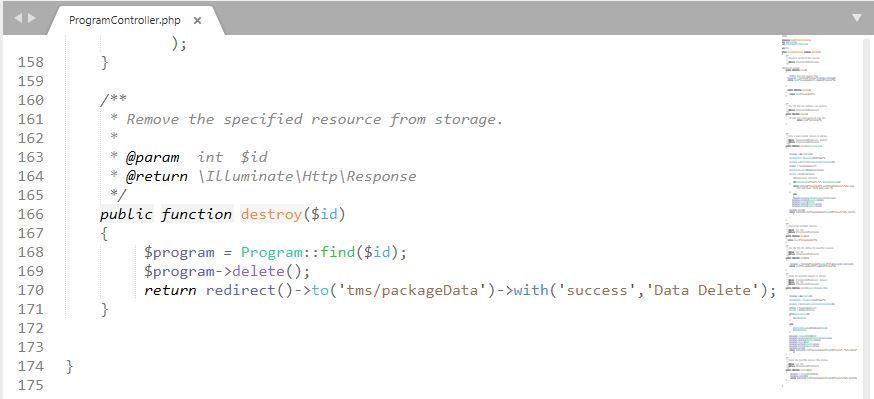 ProgramController.php ×
);
158 }
159
160 /**
161 * Remove the specified resource from storage.
162 *
163 * @param  int  $id
164 * @return \Illuminate\Http\Response
165 */
166 public function destroy($id)
167 {
168 $program = Program::find($id);
169 $program->delete();
170 return redirect()->to('tms/packageData')->with('success','Data Delete');
171 }
172
173
174 }
175